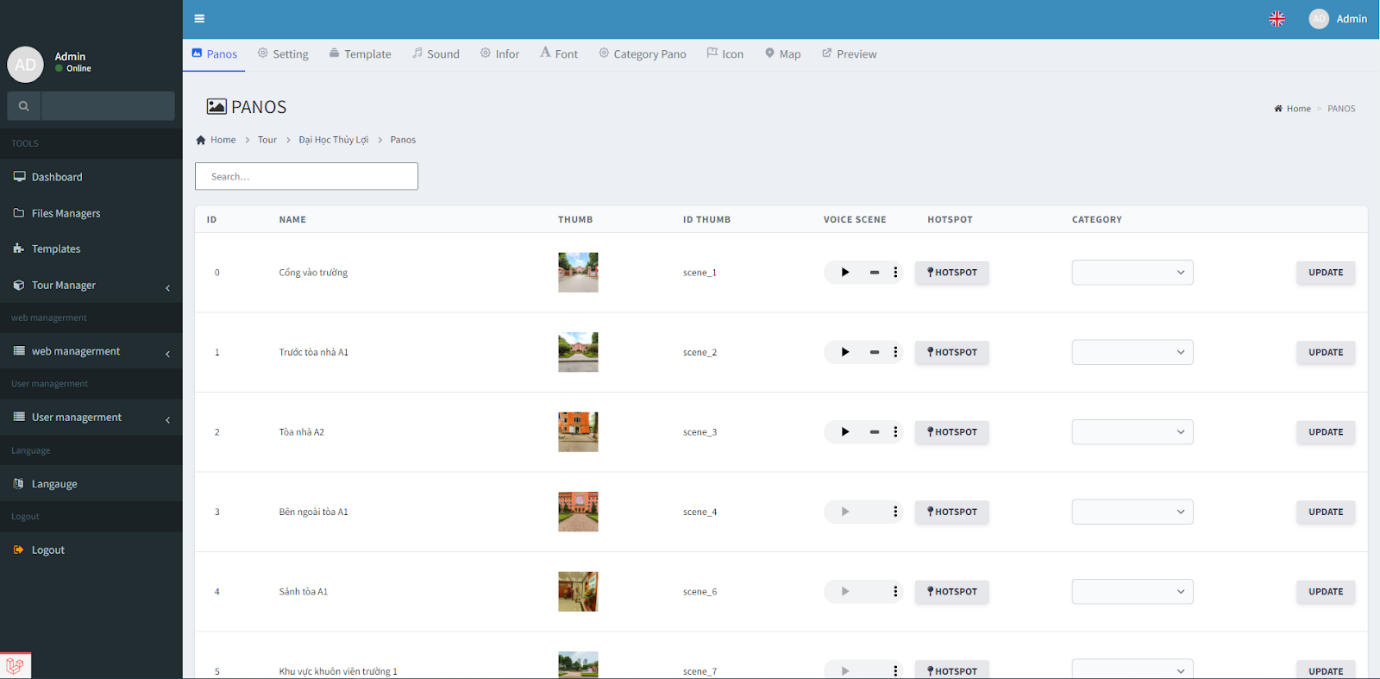 Admin
AD
Admin
Online
TOOLS
Dashboard
Files Managers
Templates
Tour Manager
web managerment
web managerment
User managerment
User managerment
Language
Langauge
Logout
Logout
AD
Panos Setting Template Sound Infor Font Category Pano Icon Map Preview
PANOS
Home > PANOS
Home > Tour > Đại Học Thủy Lợi > Panos
Search...
ID NAME THUMB ID THUMB VOICE SCENE HOTSPOT CATEGORY
0 Cổng vào trường scene_1 HOTSPOT UPDATE
1 Trước tòa nhà A1 scene_2 HOTSPOT UPDATE
2 Tòa nhà A2 scene_3 HOTSPOT UPDATE
3 Bên ngoài tòa A1 scene_4 HOTSPOT UPDATE
4 Sảnh tòa A1 scene_6 HOTSPOT UPDATE
5 Khu vực khuôn viên trường 1 scene_7 HOTSPOT UPDATE